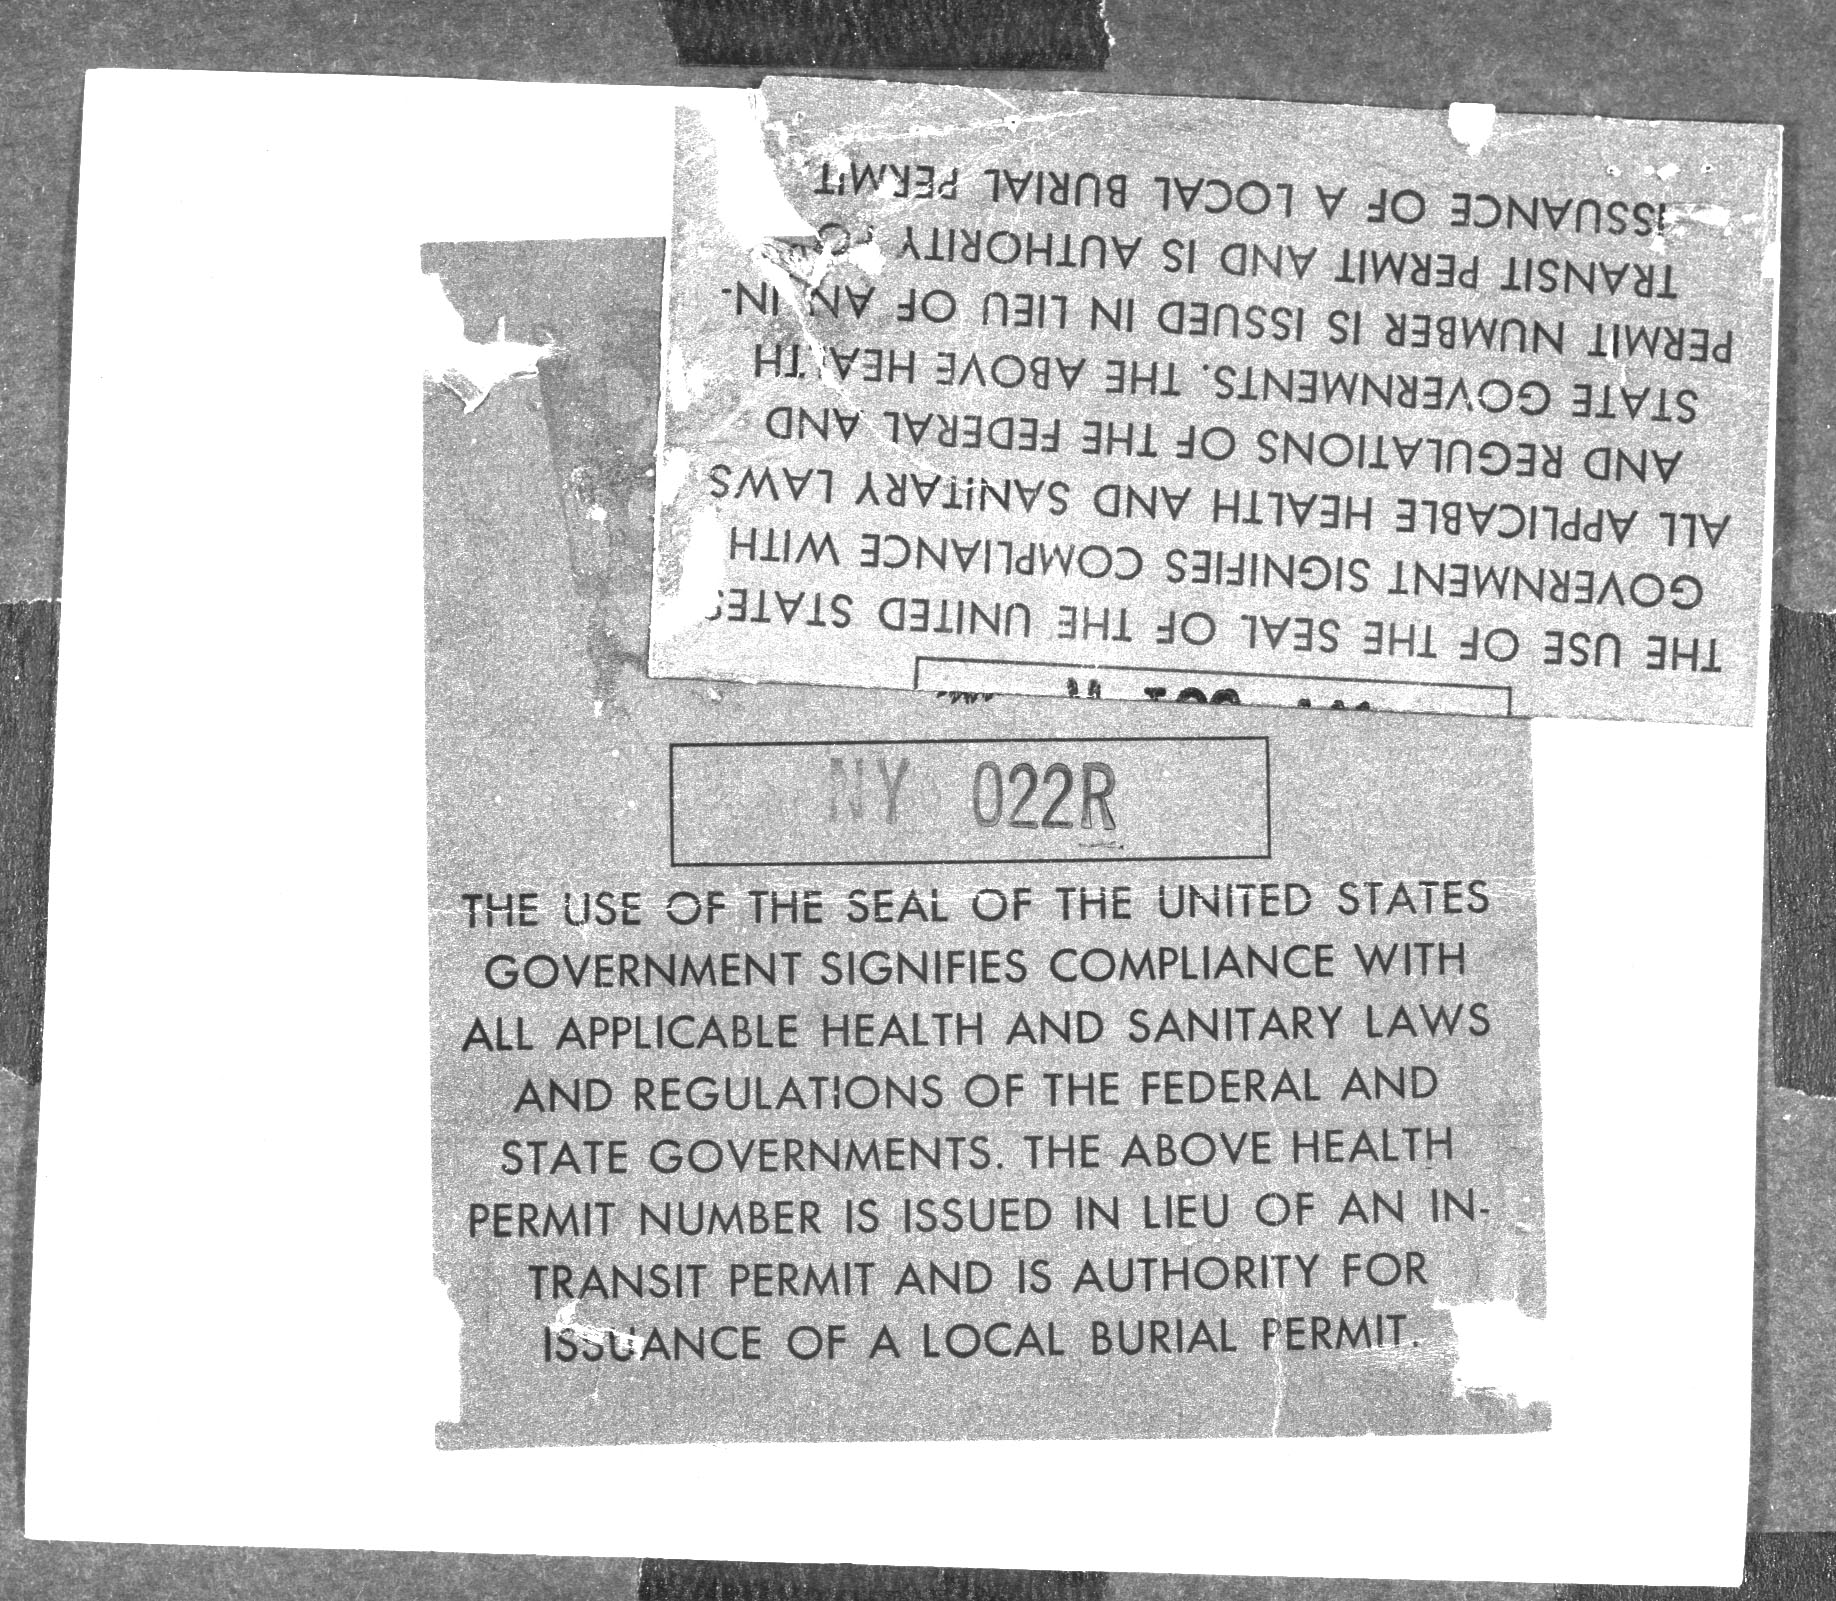 ISSUANCE OF A LOCAL BURIAL PERMIT
TRANSIT PERMIT AND IS AUTHORITY
PERMIT NUMBER IS ISSUED IN LIEU OF AN IN-
STATE GOVERNMENTS. THE ABOVE HEALTH
AND REGULATIONS OF THE FEDERAL AND
ALL APPLICABLE HEALTH AND SANITARY LAWS
GOVERNMENT SIGNIFIES COMPLIANCE WITH
THE USE OF THE SEAL OF THE UNITED STATES
NY 022R
THE USE OF THE SEAL OF THE UNITED STATES
GOVERNMENT SIGNIFIES COMPLIANCE WITH
ALL APPLICABLE HEALTH AND SANITARY LAWS
AND REGULATIONS OF THE FEDERAL AND
STATE GOVERNMENTS. THE ABOVE HEALTH
PERMIT NUMBER IS ISSUED IN LIEU OF AN IN-
TRANSIT PERMIT AND IS AUTHORITY FOR
ISSUANCE OF A LOCAL BURIAL PERMIT.